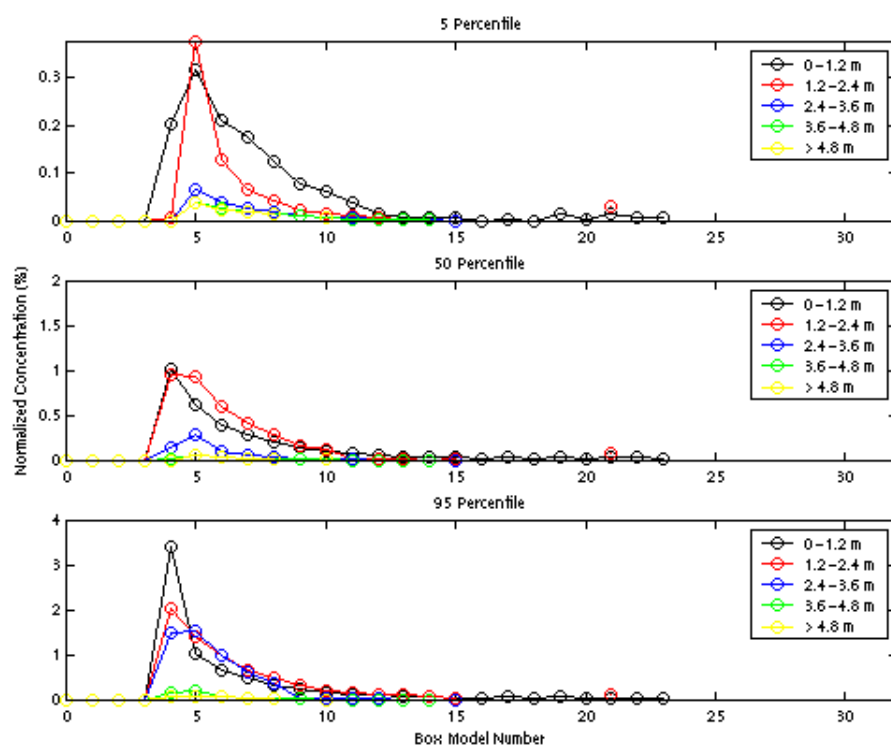 5 Percentile
0.3
0.2
0.1
0
0 5 10 15 20 25 30
0-1.2 m
1.2-2.4 m
2.4-3.6 m
3.6-4.8 m
> 4.8 m
50 Percentile
Normalized Concentration (%)
2
1.5
1
0.5
0
0 5 10 15 20 25 30
0-1.2 m
1.2-2.4 m
2.4-3.6 m
3.6-4.8 m
> 4.8 m
95 Percentile
4
3
2
1
0
0 5 10 15 20 25 30
0-1.2 m
1.2-2.4 m
2.4-3.6 m
3.6-4.8 m
> 4.8 m
Box Model Number